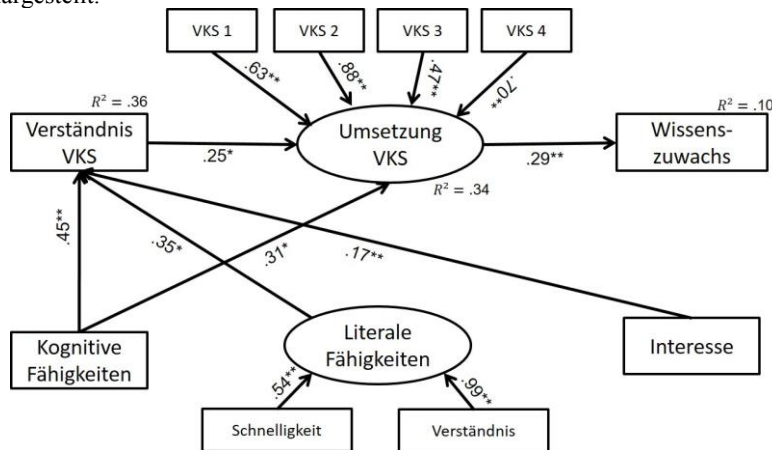 dargestellt.
VKS 1
VKS 2
VKS 3
VKS 4
.63**
.88**
.47**
.70**
R² = .36
R² = .10
Verständnis
VKS
.25*
Umsetzung
VKS
.29**
Wissens-
zuwachs
R² = .34
.45**
.35*
.31*
.17**
Kognitive
Fähigkeiten
Literale
Fähigkeiten
Interesse
.54**
.99**
Schnelligkeit
Verständnis